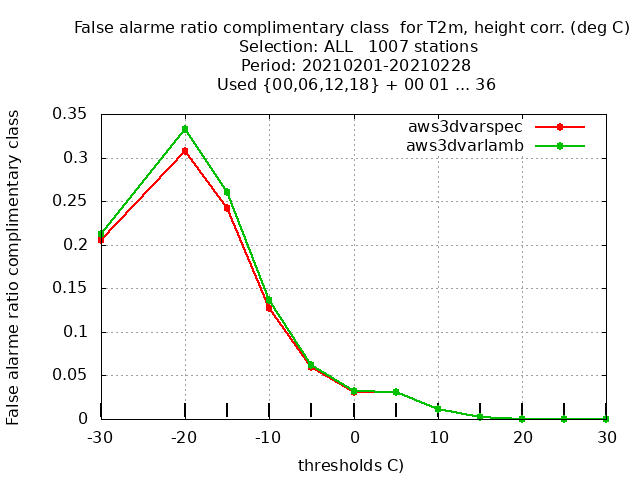 False alarme ratio complimentary class  for T2m, height corr. (deg C)
Selection: ALL   1007 stations
Period: 20210201-20210228
Used {00,06,12,18} + 00 01 ... 36
False alarme ratio complimentary class
aws3dvarspec
aws3dvarlamb
0.35
0.3
0.25
0.2
0.15
0.1
0.05
0
-30 -20 -10 0 10 20 30
thresholds C)